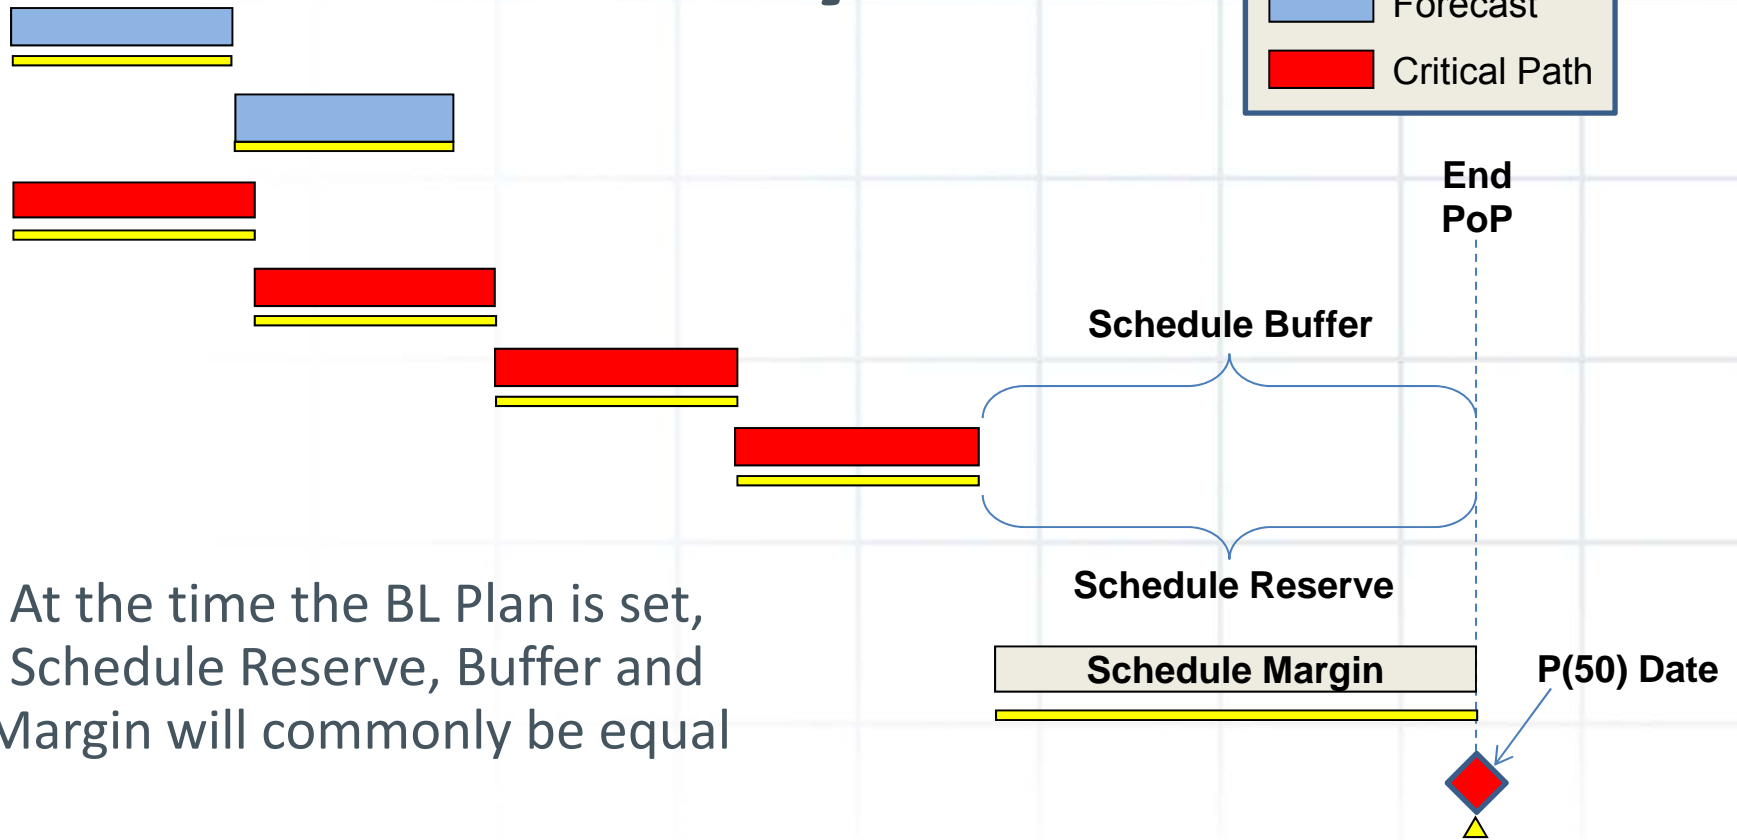 Forecast
Critical Path
End
PoP
Schedule Buffer
Schedule Reserve
At the time the BL Plan is set,
Schedule Reserve, Buffer and
Margin will commonly be equal
Schedule Margin
P(50) Date